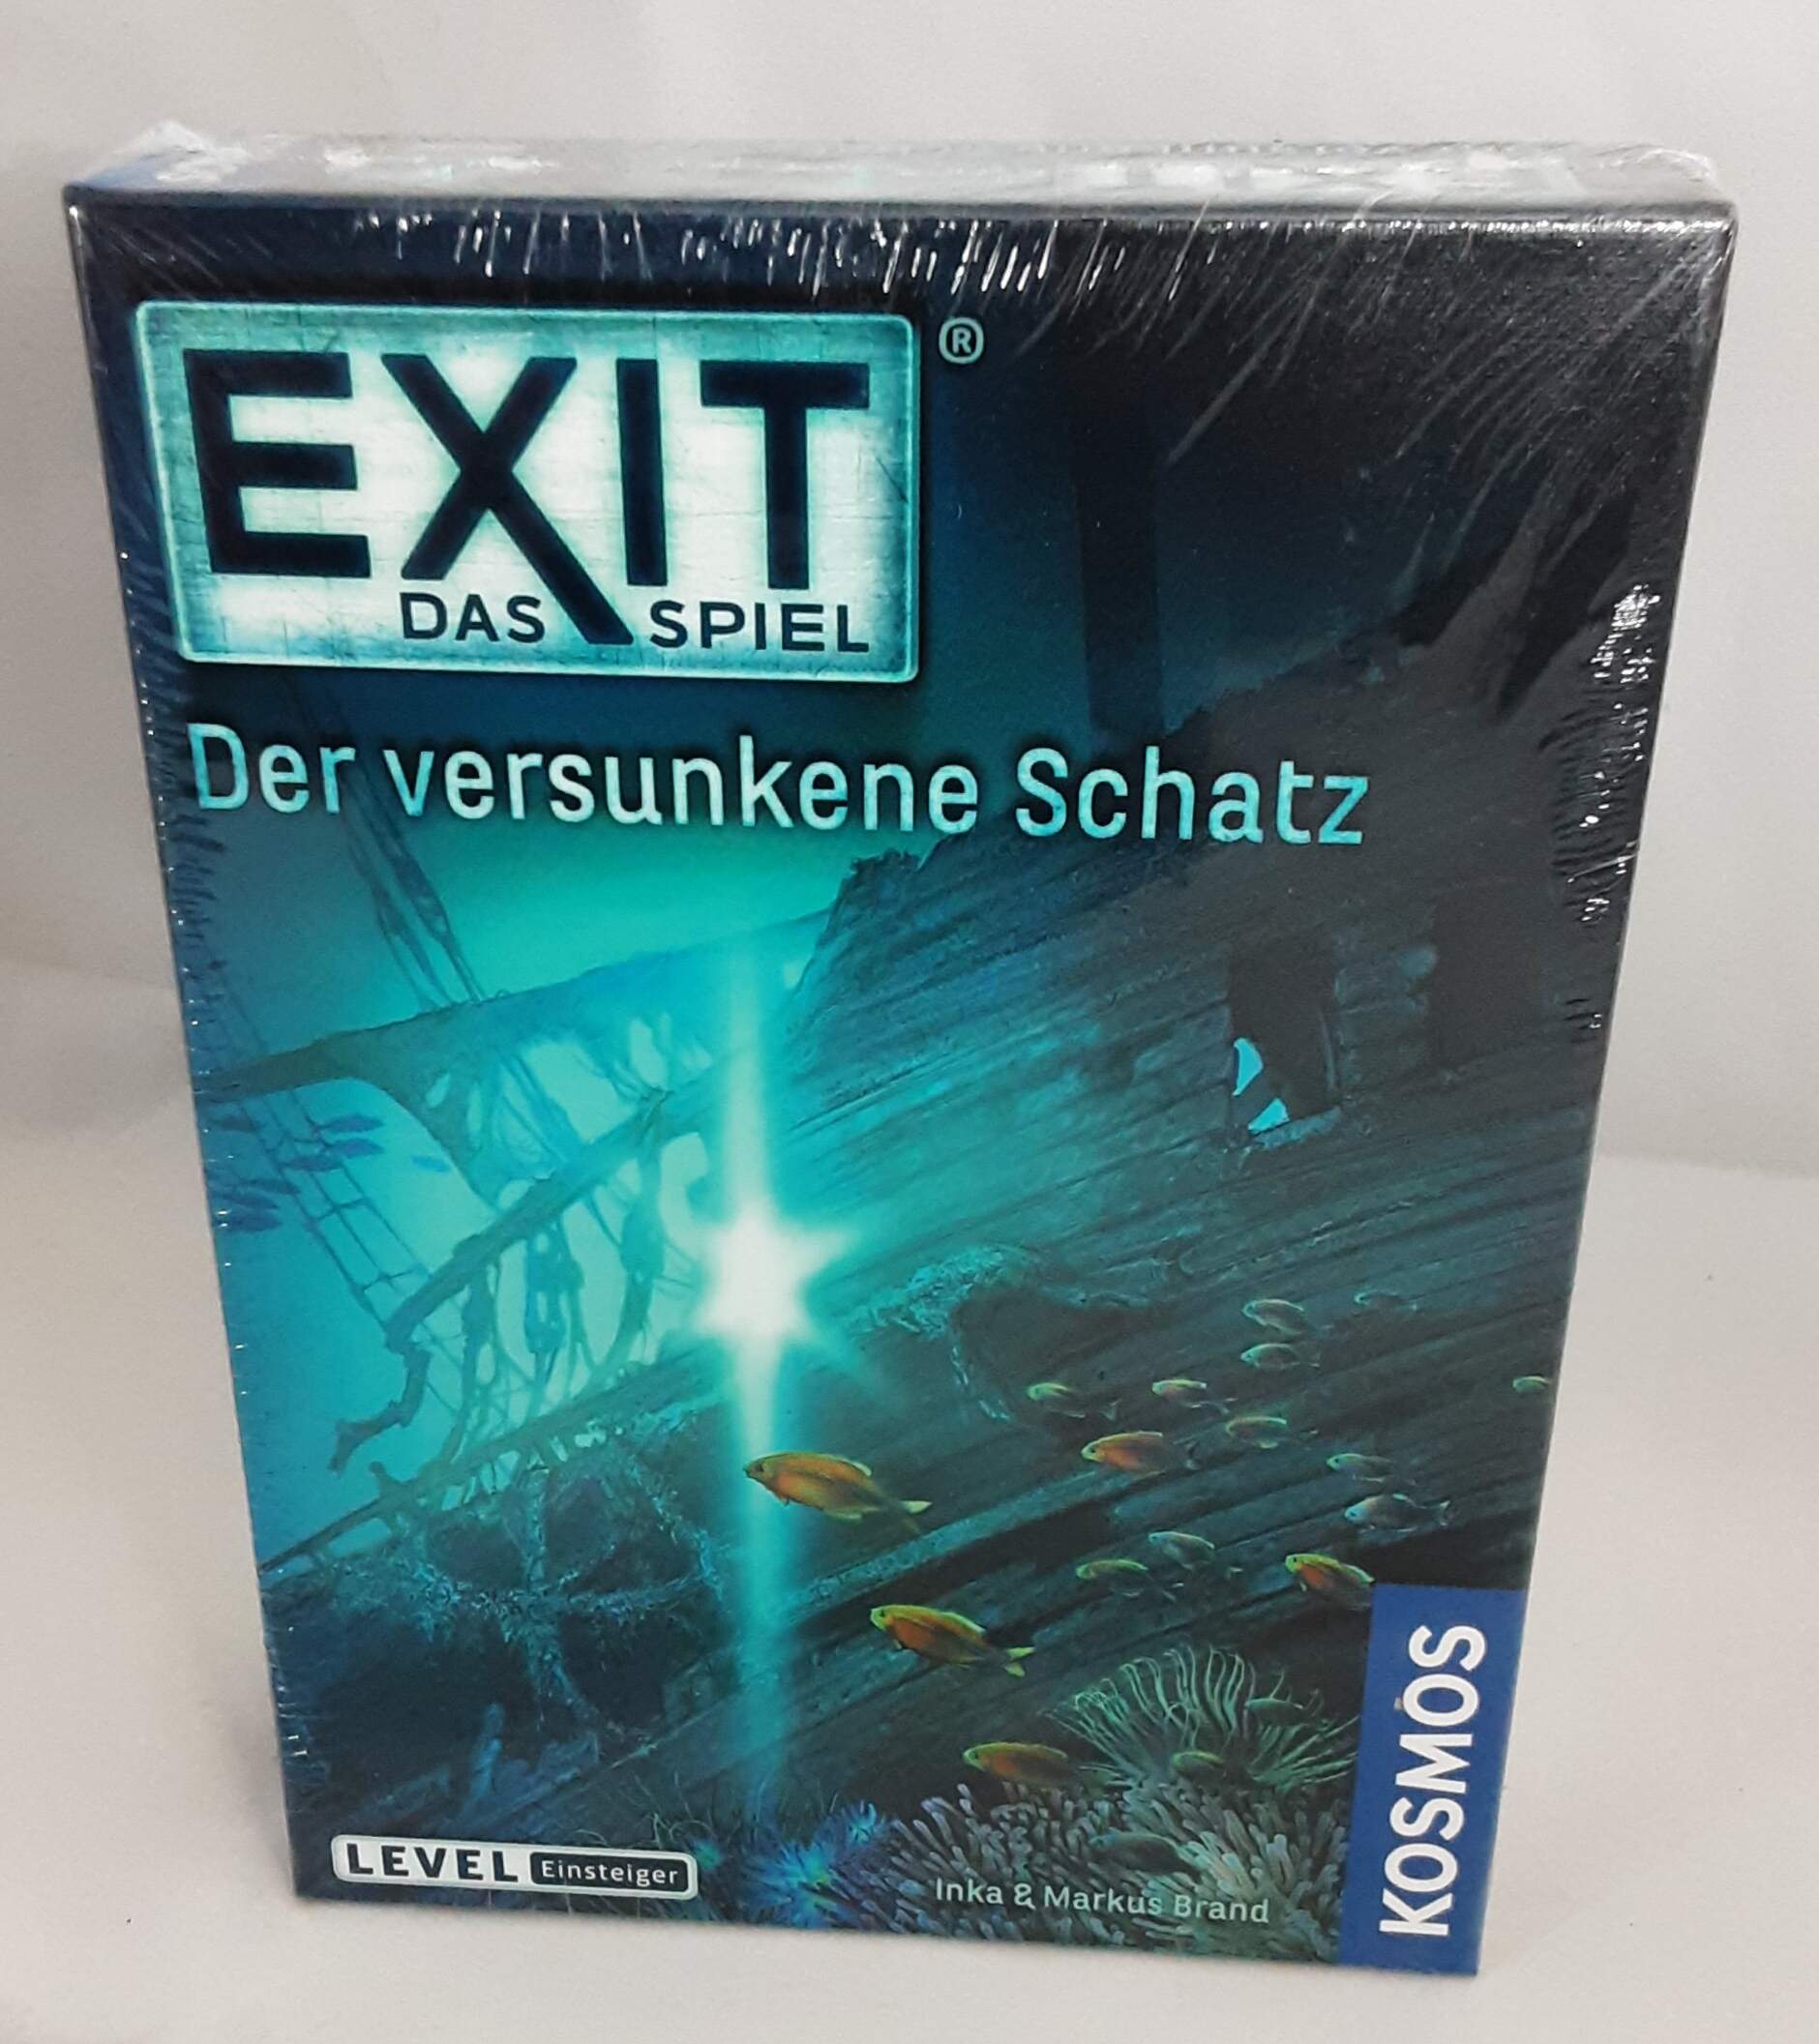 EXIT®
DAS SPIEL
Der versunkene Schatz
LEVEL Einsteiger
Inka & Markus Brand
KOSMOS